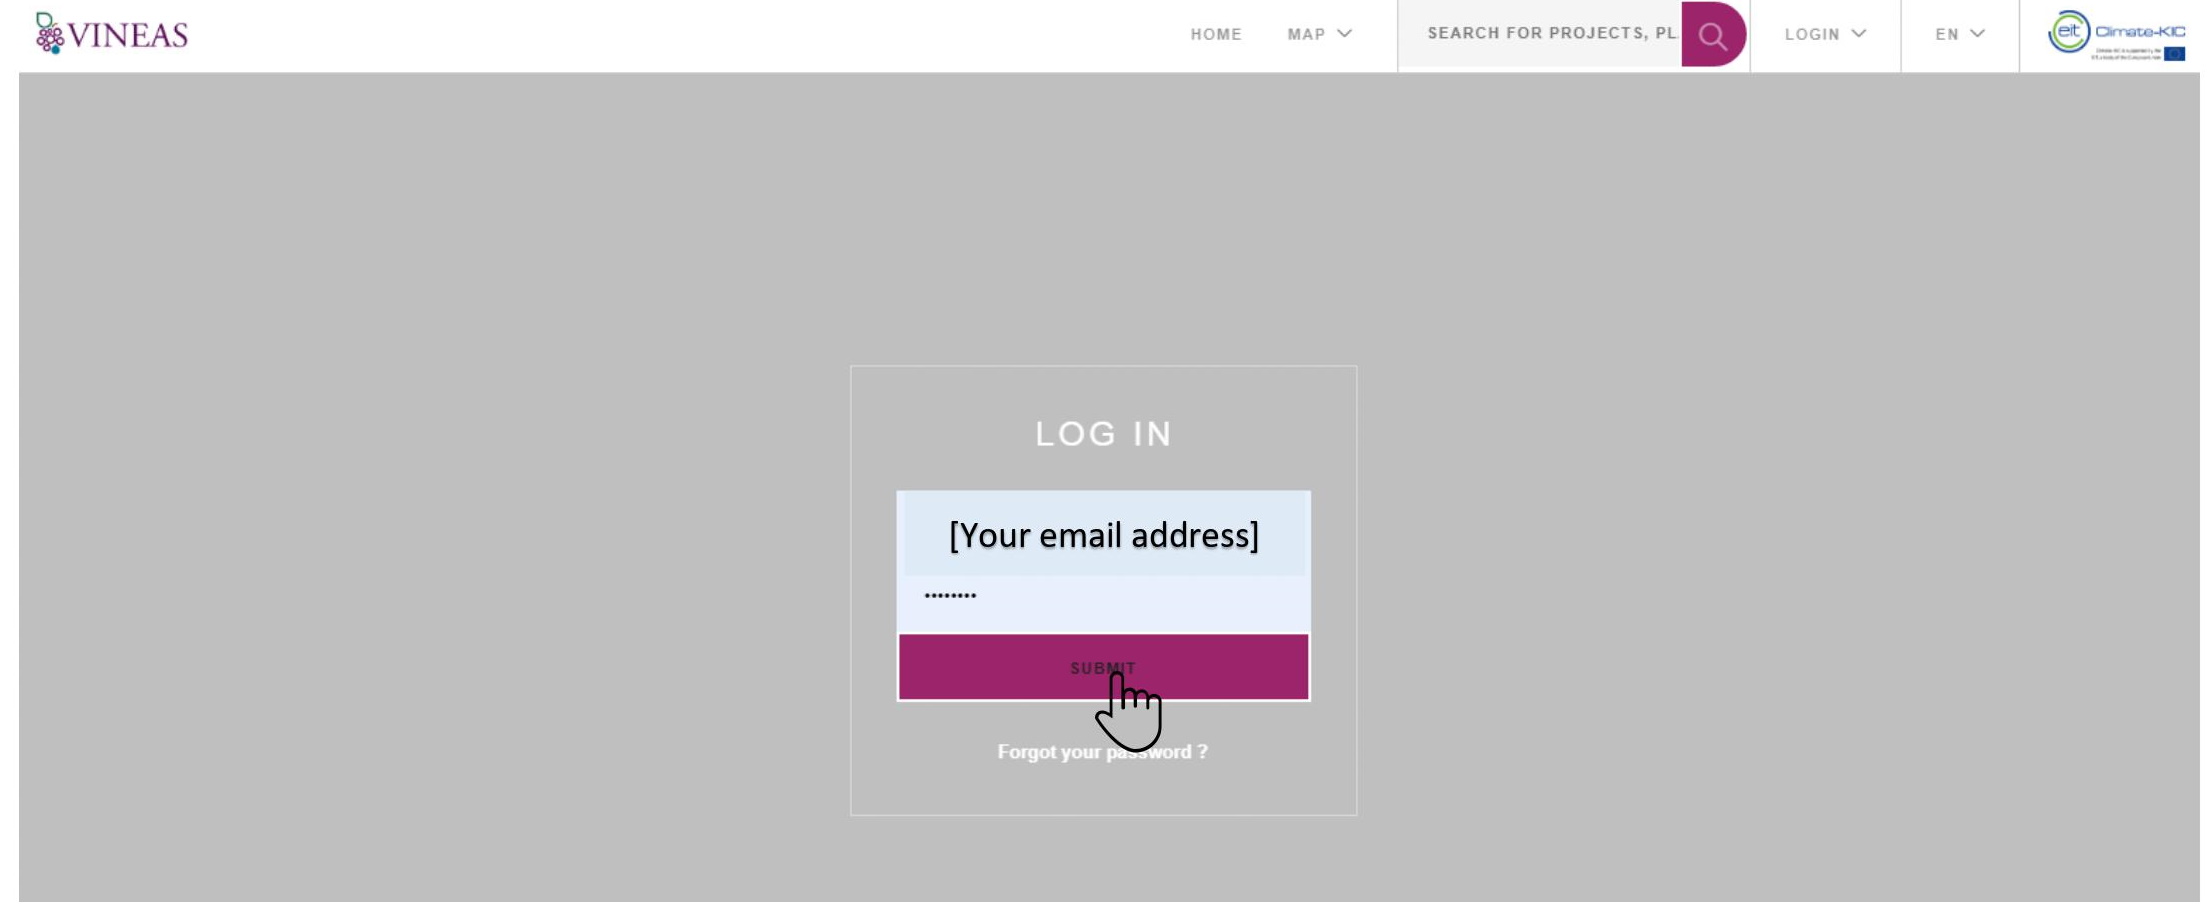 VINEAS
HOME
MAP
SEARCH FOR PROJECTS, PL
LOGIN
EN
eit Climate-KIC
LOG IN
[Your email address]
••••••••
SUBMIT
Forgot your password ?